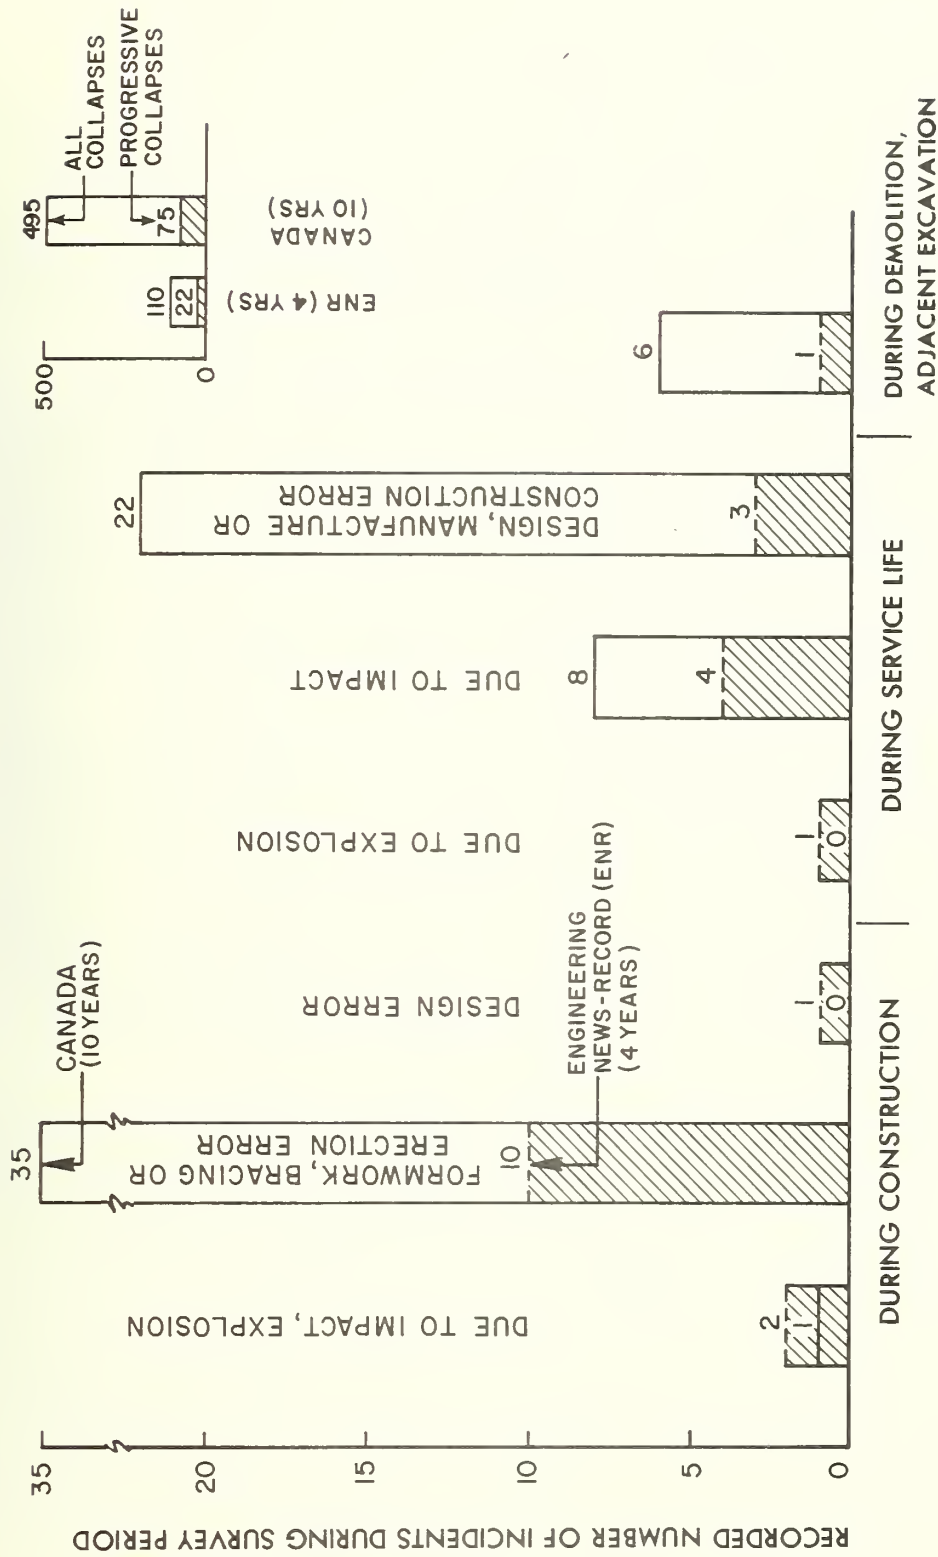 RECORDED NUMBER OF INCIDENTS DURING SURVEY PERIOD
35
20
15
10
5
0
DUE TO IMPACT, EXPLOSION
2
1
35
CANADA
(10 YEARS)
FORMWORK, BRACING OR
ERECTION ERROR
10
ENGINEERING
NEWS-RECORD (ENR)
(4 YEARS)
DESIGN ERROR
1
0
DURING CONSTRUCTION
DUE TO EXPLOSION
1
0
DUE TO IMPACT
8
4
22
DESIGN, MANUFACTURE OR
CONSTRUCTION ERROR
3
DURING SERVICE LIFE
6
1
DURING DEMOLITION,
ADJACENT EXCAVATION
500
0
110
22
ENR (4 YRS)
495
75
CANADA
(10 YRS)
ALL
COLLAPSES
PROGRESSIVE
COLLAPSES